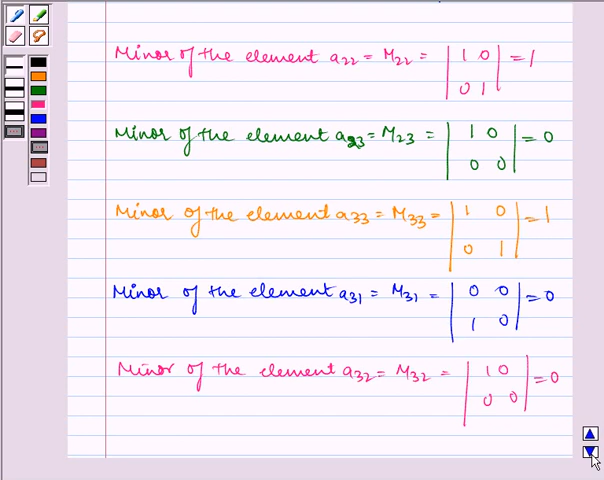 Minor of the element a22 = M22 = | 1 0 | = 1
| 0 1 |
Minor of the element a23 = M23 = | 1 0 | = 0
| 0 0 |
Minor of the element a33 = M33 = | 1 0 | = 1
| 0 1 |
Minor of the element a31 = M31 = | 0 0 | = 0
| 1 0 |
Minor of the element a32 = M32 = | 1 0 | = 0
| 0 0 |